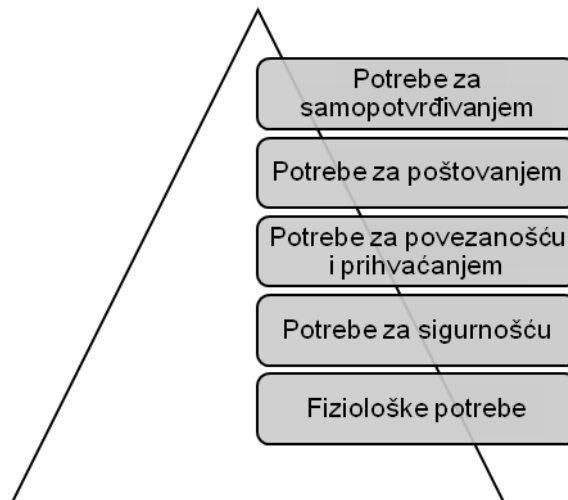 Potrebe za
samopotvrđivanjem
Potrebe za poštovanjem
Potrebe za povezanošću
i prihvaćanjem
Potrebe za sigurnošću
Fiziološke potrebe